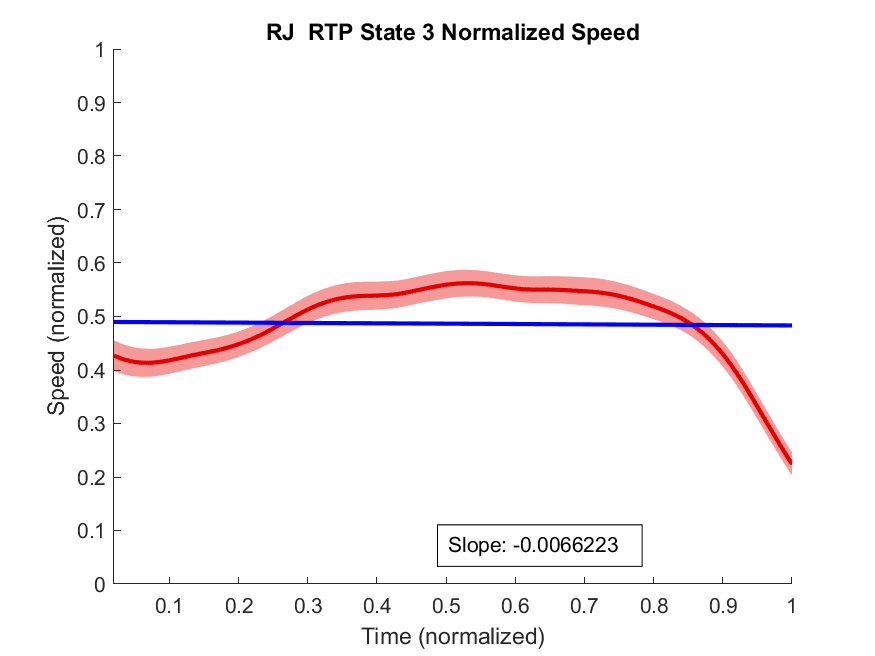 RJ  RTP State 3 Normalized Speed
1
0.9
0.8
0.7
0.6
0.5
0.4
0.3
0.2
0.1
0
Speed (normalized)
Slope: -0.0066223
0.1 0.2 0.3 0.4 0.5 0.6 0.7 0.8 0.9 1
Time (normalized)